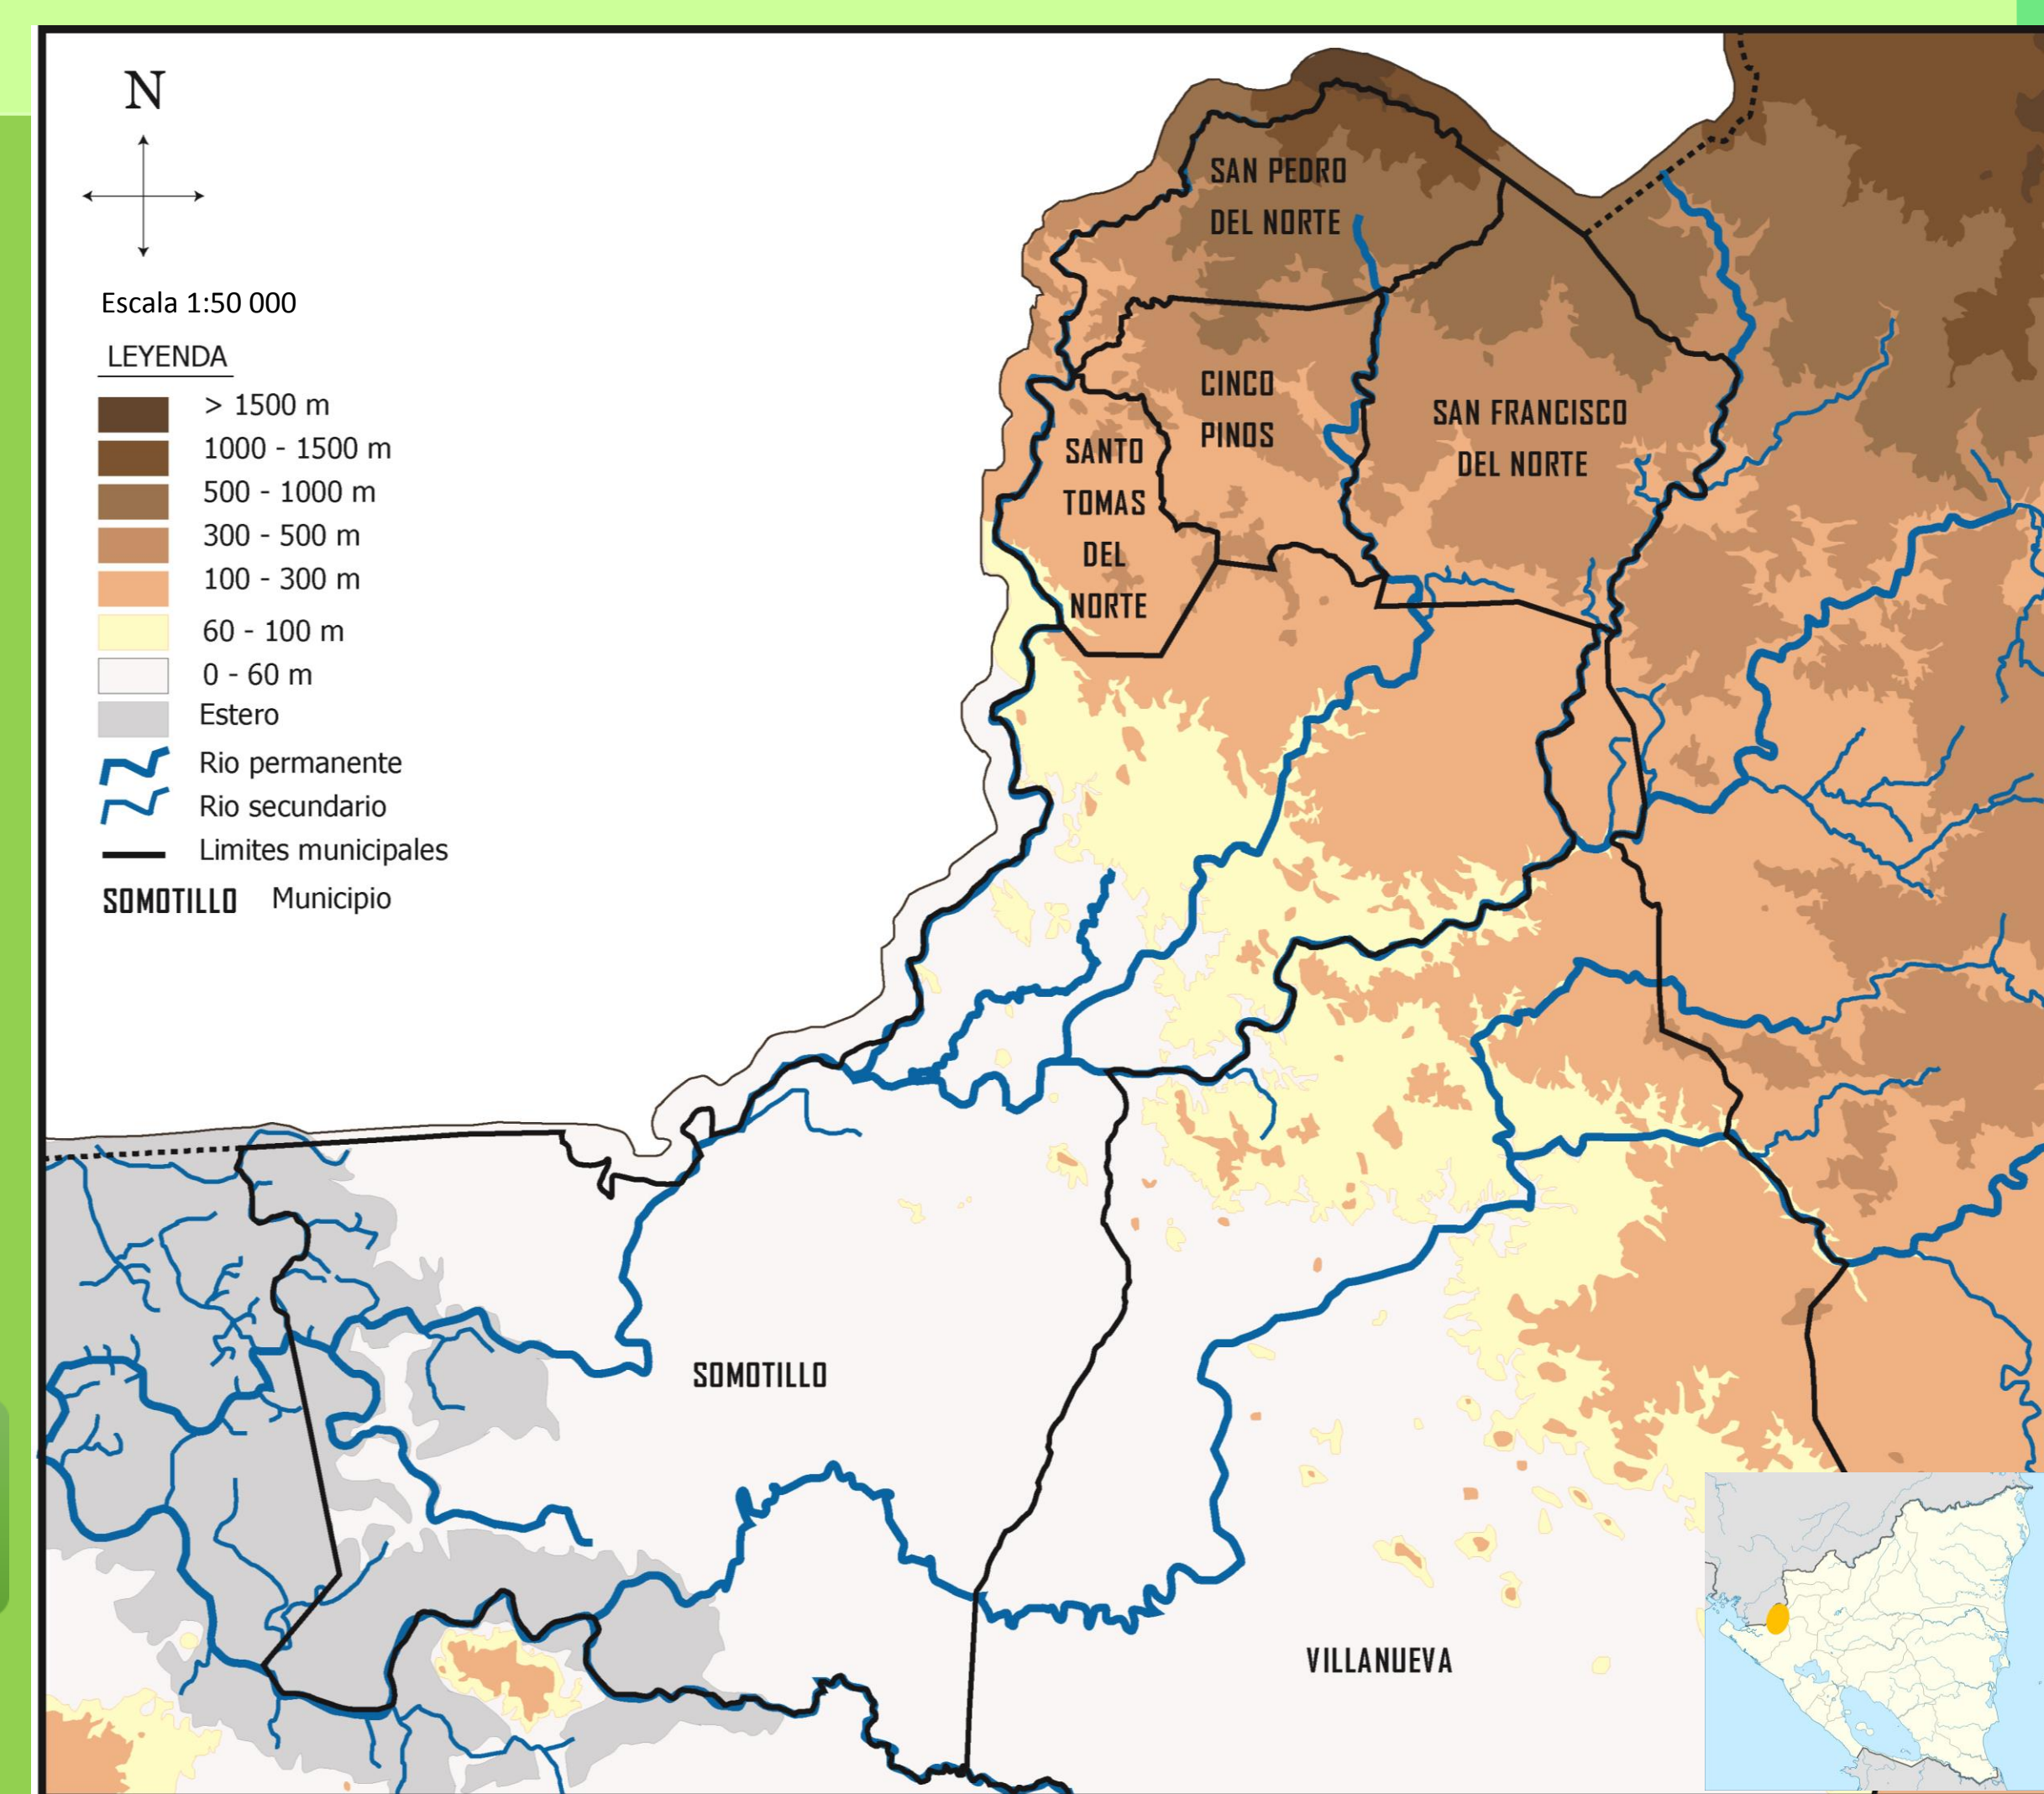 N
Escala 1:50 000
LEYENDA
> 1500 m
1000 - 1500 m
500 - 1000 m
300 - 500 m
100 - 300 m
60 - 100 m
0 - 60 m
Estero
Rio permanente
Rio secundario
Limites municipales
SOMOTILLO Municipio
SAN PEDRO
DEL NORTE
CINCO
PINOS
SAN FRANCISCO
DEL NORTE
SANTO
TOMAS
DEL
NORTE
SOMOTILLO
VILLANUEVA